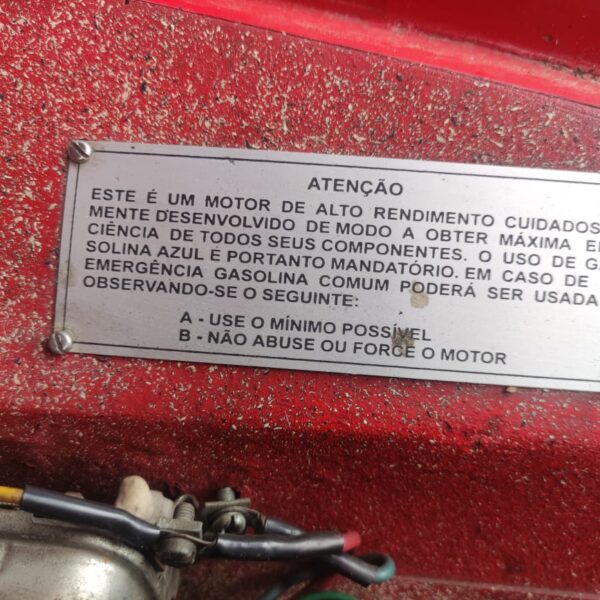 ATENÇÃO
ESTE É UM MOTOR DE ALTO RENDIMENTO CUIDADOS
MENTE DESENVOLVIDO DE MODO A OBTER MÁXIMA E
CIÊNCIA DE TODOS SEUS COMPONENTES. O USO DE GA
SOLINA AZUL É PORTANTO MANDATÓRIO. EM CASO DE
EMERGÊNCIA GASOLINA COMUM PODERÁ SER USADA
OBSERVANDO-SE O SEGUINTE:
A - USE O MÍNIMO POSSÍVEL
B - NÃO ABUSE OU FORCE O MOTOR